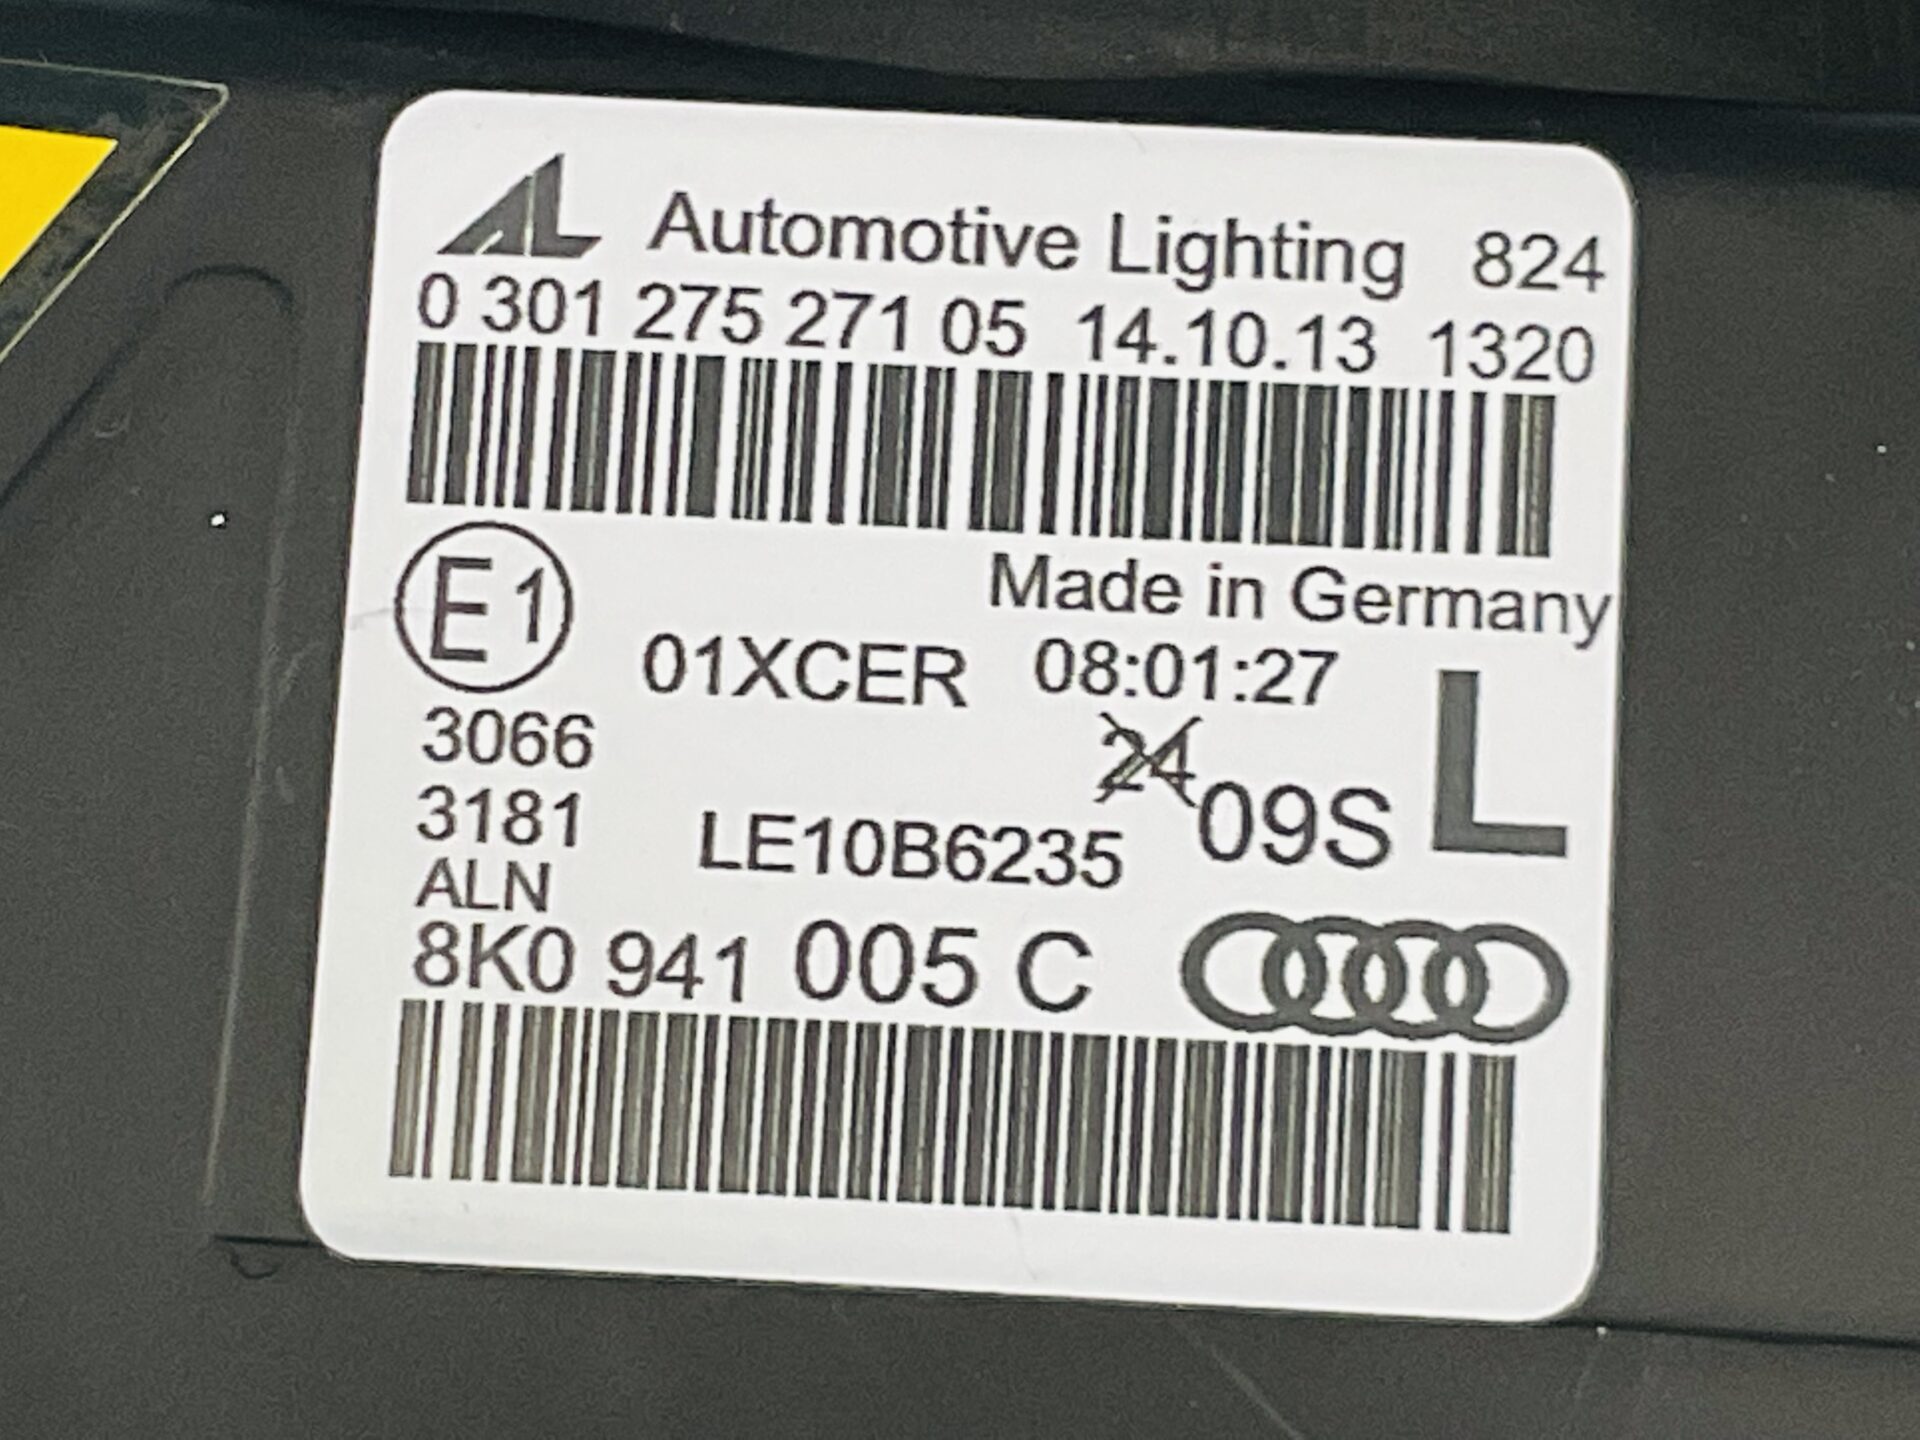 AL Automotive Lighting 824
0 301 275 271 05 14.10.13 1320
E1
Made in Germany
01XCER 08:01:27
3066
24
L
3181
LE10B6235
09S
ALN
8K0 941 005 C